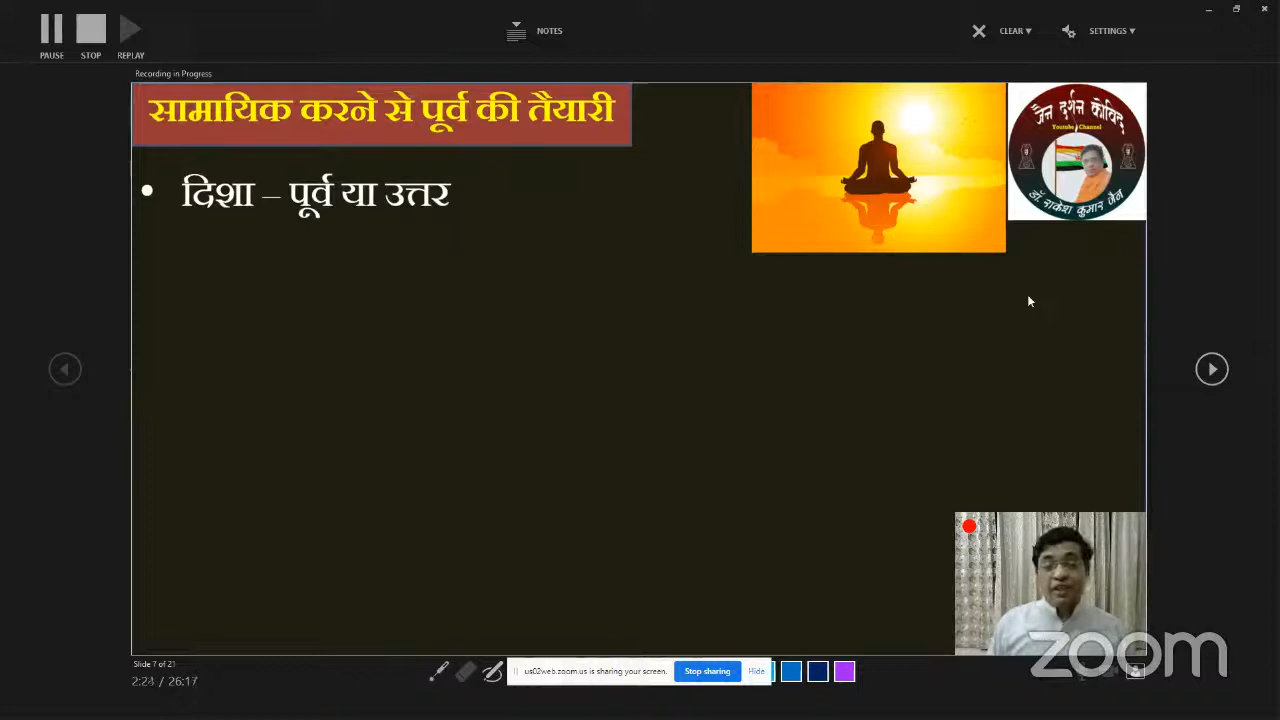 PAUSE
STOP
REPLAY
NOTES
CLEAR
SETTINGS
Recording in Progress
सामायिक करने से पूर्व की तैयारी
जैन दर्शन कोविद
Youtube Channel
डॉ. राकेश कुमार जैन
• दिशा – पूर्व या उत्तर
Slide 7 of 21
2:24 / 26:17
us02web.zoom.us is sharing your screen.
Stop sharing
Hide
zoom